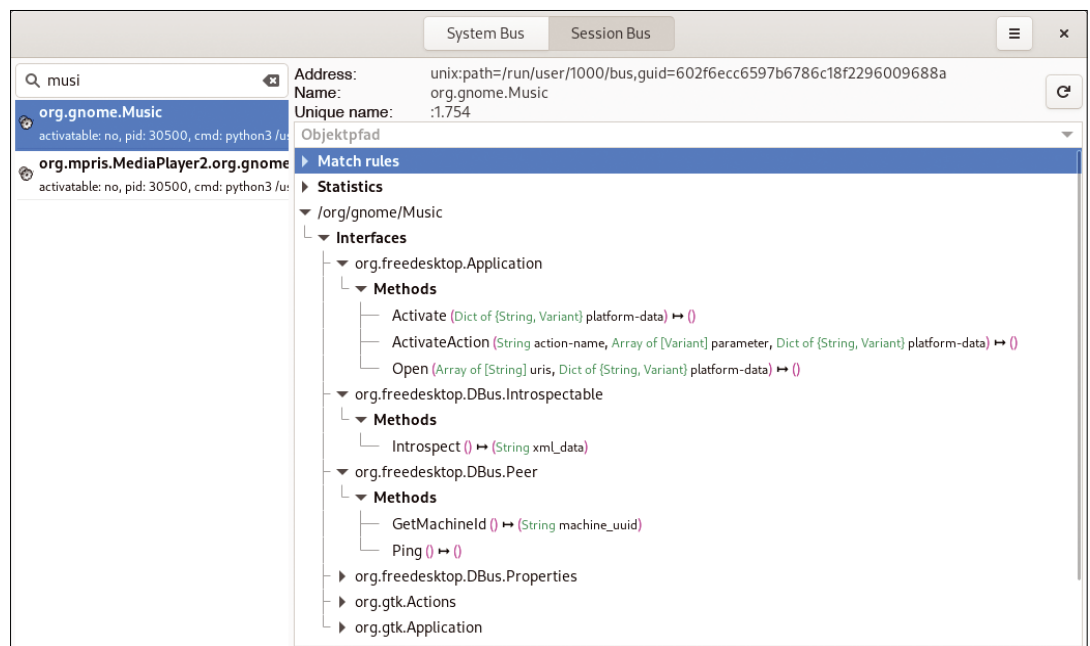 System Bus Session Bus
musi
org.gnome.Music
activatable: no, pid: 30500, cmd: python3 /u
org.mpris.MediaPlayer2.org.gnome
activatable: no, pid: 30500, cmd: python3 /u
Address: unix:path=/run/user/1000/bus,guid=602f6ecc6597b6786c18f2296009688a
Name: org.gnome.Music
Unique name: :1.754
Objektpfad
Match rules
Statistics
/org/gnome/Music
Interfaces
org.freedesktop.Application
Methods
Activate (Dict of {String, Variant} platform-data) ↦ ()
ActivateAction (String action-name, Array of [Variant] parameter, Dict of {String, Variant} platform-data) ↦ ()
Open (Array of [String] uris, Dict of {String, Variant} platform-data) ↦ ()
org.freedesktop.DBus.Introspectable
Methods
Introspect () ↦ (String xml_data)
org.freedesktop.DBus.Peer
Methods
GetMachineId () ↦ (String machine_uuid)
Ping () ↦ ()
org.freedesktop.DBus.Properties
org.gtk.Actions
org.gtk.Application